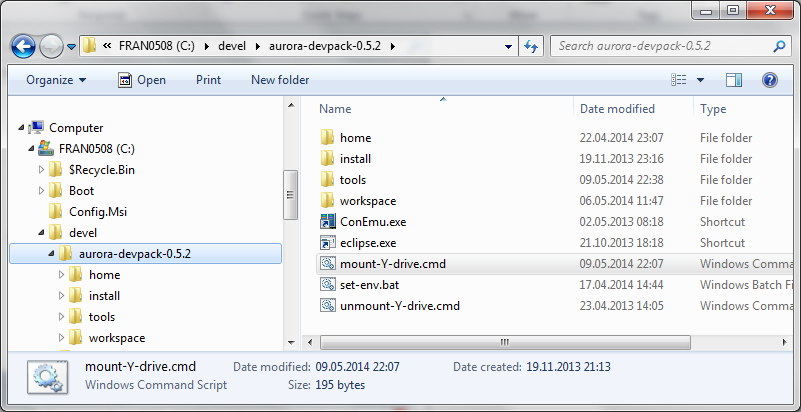 « FRAN0508 (C:) ▸ devel ▸ aurora-devpack-0.5.2 ▸
Search aurora-devpack-0.5.2
Organize Open Print New folder
Computer
FRAN0508 (C:)
$Recycle.Bin
Boot
Config.Msi
devel
aurora-devpack-0.5.2
home
install
tools
workspace
Name Date modified Type
home 22.04.2014 23:07 File folder
install 19.11.2013 23:16 File folder
tools 09.05.2014 22:38 File folder
workspace 06.05.2014 11:47 File folder
ConEmu.exe 02.05.2013 08:18 Shortcut
eclipse.exe 21.10.2013 18:18 Shortcut
mount-Y-drive.cmd 09.05.2014 22:07 Windows Comma
set-env.bat 17.04.2014 14:44 Windows Batch Fi
unmount-Y-drive.cmd 23.04.2013 14:05 Windows Comma
mount-Y-drive.cmd Date modified: 09.05.2014 22:07 Date created: 19.11.2013 21:13
Windows Command Script Size: 195 bytes